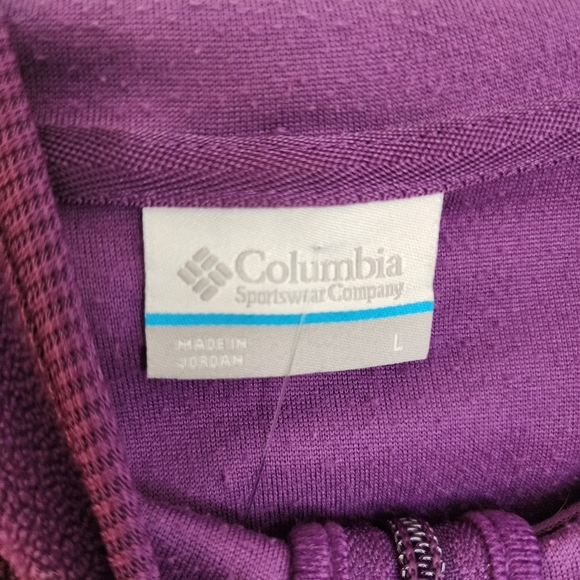 Columbia
Sportswear Company
MADE IN
JORDAN
L